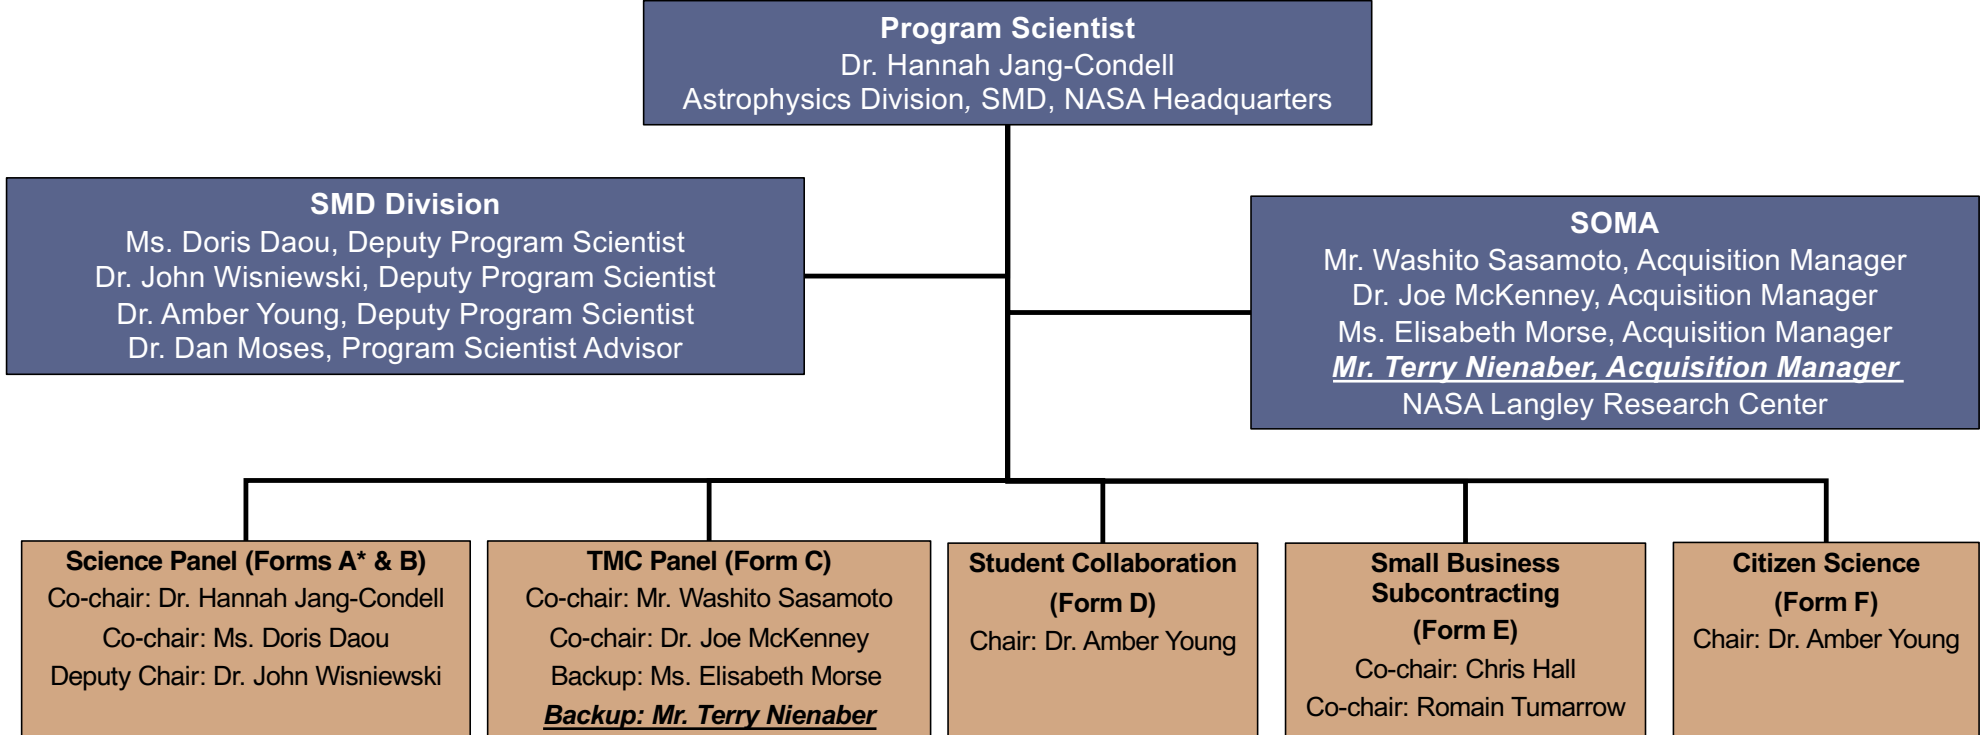 Program Scientist
Dr. Hannah Jang-Condell
Astrophysics Division, SMD, NASA Headquarters
SMD Division
Ms. Doris Daou, Deputy Program Scientist
Dr. John Wisniewski, Deputy Program Scientist
Dr. Amber Young, Deputy Program Scientist
Dr. Dan Moses, Program Scientist Advisor
SOMA
Mr. Washito Sasamoto, Acquisition Manager
Dr. Joe McKenney, Acquisition Manager
Ms. Elisabeth Morse, Acquisition Manager
Mr. Terry Nienaber, Acquisition Manager
NASA Langley Research Center
Science Panel (Forms A* & B)
Co-chair: Dr. Hannah Jang-Condell
Co-chair: Ms. Doris Daou
Deputy Chair: Dr. John Wisniewski
TMC Panel (Form C)
Co-chair: Mr. Washito Sasamoto
Co-chair: Dr. Joe McKenney
Backup: Ms. Elisabeth Morse
Backup: Mr. Terry Nienaber
Student Collaboration
(Form D)
Chair: Dr. Amber Young
Small Business
Subcontracting
(Form E)
Co-chair: Chris Hall
Co-chair: Romain Tumarrow
Citizen Science
(Form F)
Chair: Dr. Amber Young